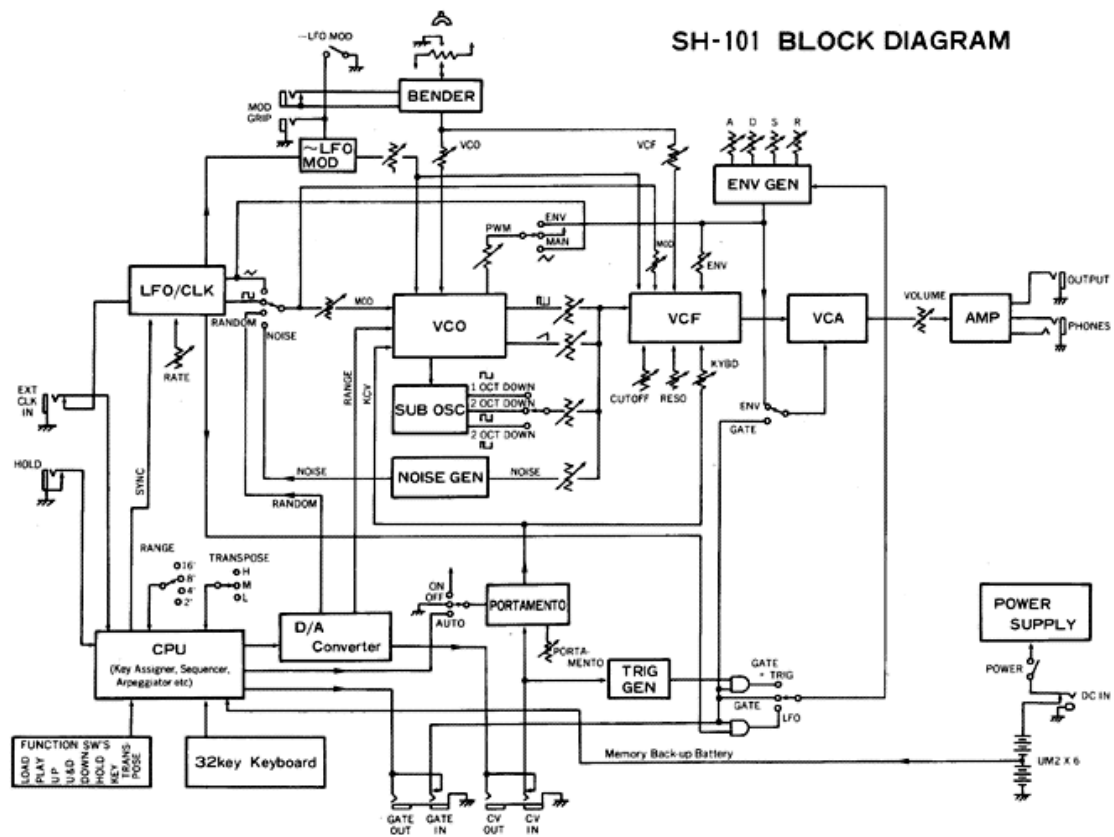 SH-101 BLOCK DIAGRAM
~LFO MOD
BENDER
MOD
GRIP
~LFO
MOD
VCO
VCF
A D S R
ENV GEN
ENV
PWM
MAN
MOD
ENV
LFO/CLK
RANDOM
NOISE
MOD
VCO
VCF
VCA
VOLUME
AMP
OUTPUT
PHONES
RATE
RANGE
KCV
KYBD
CUTOFF
RESO
EXT
CLK
IN
SUB OSC
1 OCT DOWN
2 OCT DOWN
2 OCT DOWN
ENV
GATE
HOLD
SYNC
NOISE
NOISE GEN
NOISE
RANDOM
RANGE
16'
8'
4'
2'
TRANSPOSE
H
M
L
ON
OFF
AUTO
PORTAMENTO
PORTA-
MENTO
D/A
Converter
CPU
(Key Assigner, Sequencer,
Arpeggiator etc)
TRIG
GEN
GATE
+ TRIG
GATE
LFO
POWER
SUPPLY
POWER
DC IN
UM2 X 6
Memory Back-up Battery
FUNCTION SW'S
LOAD
PLAY
UP
U&D
DOWN
HOLD
KEY
TRANS-
POSE
32key Keyboard
GATE
OUT
GATE
IN
CV
OUT
CV
IN